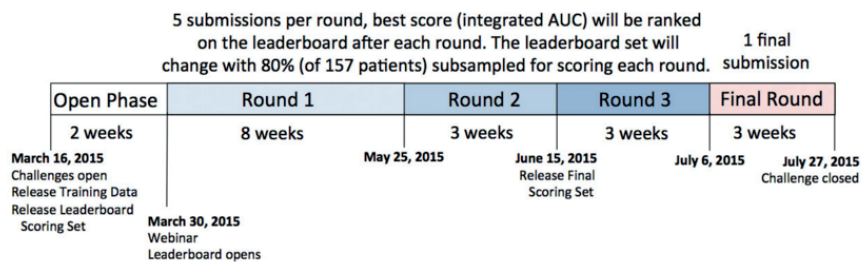 5 submissions per round, best score (integrated AUC) will be ranked
on the leaderboard after each round. The leaderboard set will
change with 80% (of 157 patients) subsampled for scoring each round.
1 final
submission
Open Phase
Round 1
Round 2
Round 3
Final Round
2 weeks
8 weeks
3 weeks
3 weeks
3 weeks
March 16, 2015
Challenges open
Release Training Data
Release Leaderboard
Scoring Set
March 30, 2015
Webinar
Leaderboard opens
May 25, 2015
June 15, 2015
Release Final
Scoring Set
July 6, 2015
July 27, 2015
Challenge closed